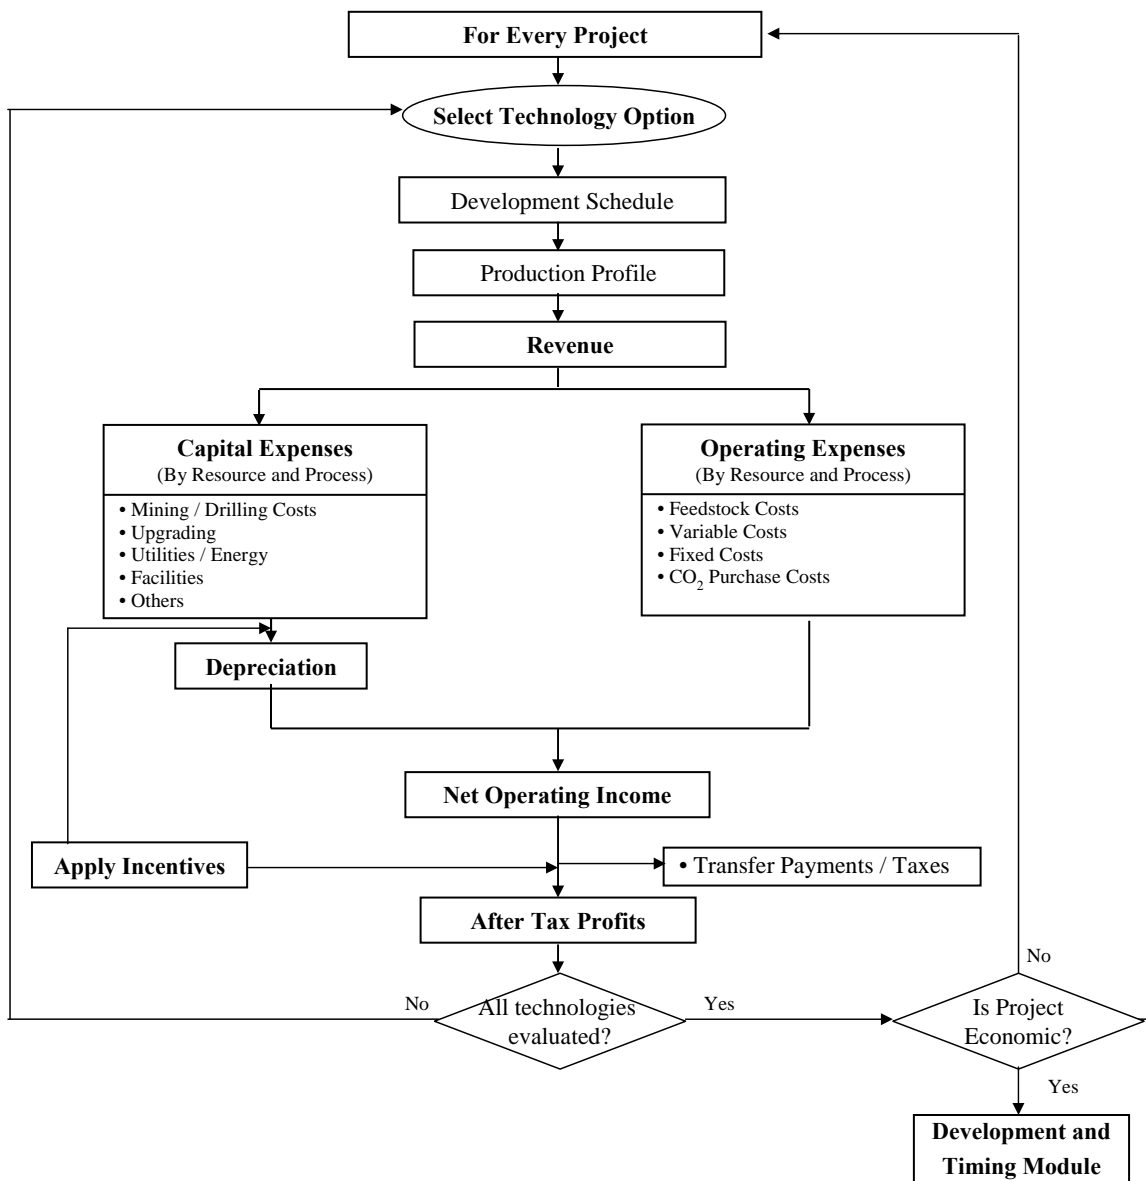 For Every Project
Select Technology Option
Development Schedule
Production Profile
Revenue
Capital Expenses
(By Resource and Process)
• Mining / Drilling Costs
• Upgrading
• Utilities / Energy
• Facilities
• Others
Operating Expenses
(By Resource and Process)
• Feedstock Costs
• Variable Costs
• Fixed Costs
• CO₂ Purchase Costs
Depreciation
Net Operating Income
Apply Incentives
• Transfer Payments / Taxes
After Tax Profits
No
All technologies
evaluated?
Yes
No
Is Project
Economic?
Yes
Development and
Timing Module